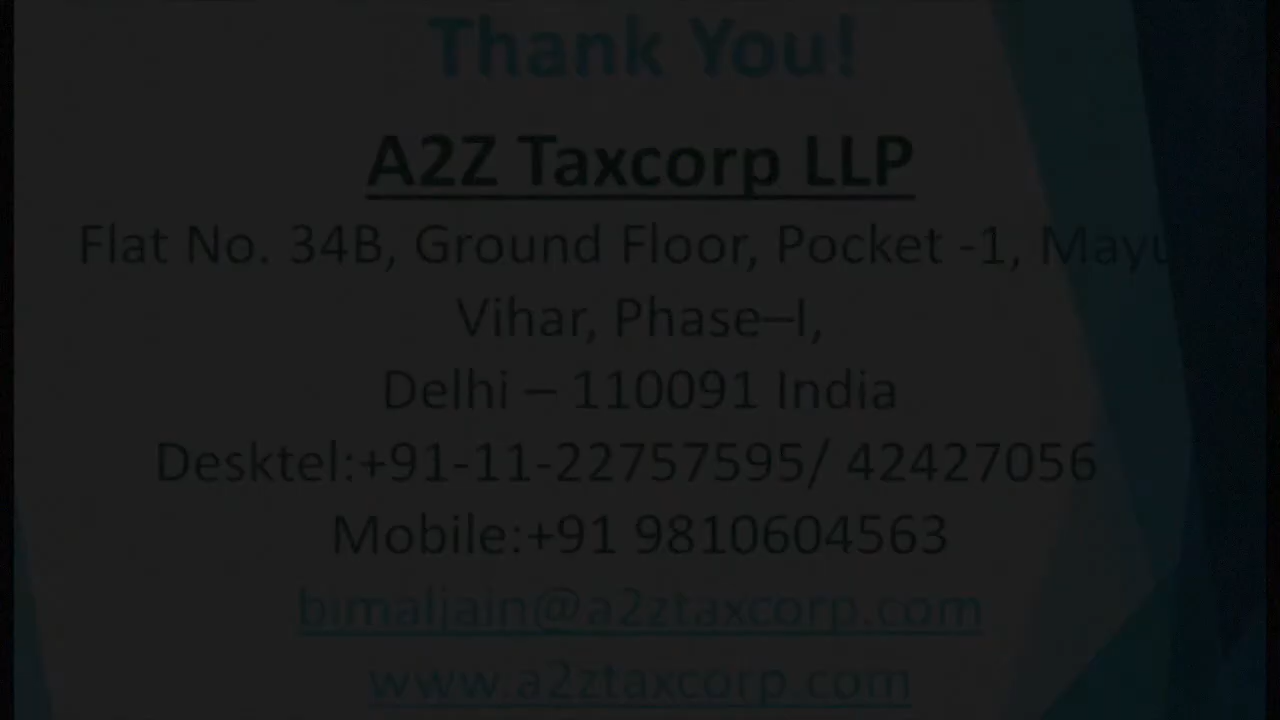 Thank You!
A2Z Taxcorp LLP
Flat No. 34B, Ground Floor, Pocket -1, Mayu
Vihar, Phase–I,
Delhi – 110091 India
Desktel:+91-11-22757595/ 42427056
Mobile:+91 9810604563
bimaljain@a2ztaxcorp.com
www.a2ztaxcorp.com